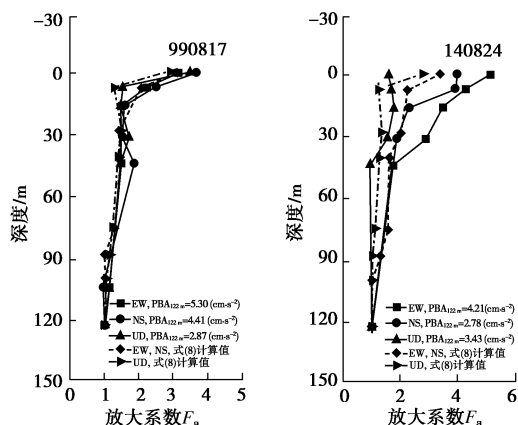 -30
990817
0
30
60
90
120
150
深度/m
EW, PBA122 m=5.30 (cm·s⁻²)
NS, PBA122 m=4.41 (cm·s⁻²)
UD, PBA122 m=2.87 (cm·s⁻²)
EW, NS, 式(8)计算值
UD, 式(8)计算值
0 1 2 3 4 5
放大系数Fa
-30
140824
0
30
60
90
120
150
深度/m
EW, PBA122 m=4.21 (cm·s⁻²)
NS, PBA122 m=2.78 (cm·s⁻²)
UD, PBA122 m=3.43 (cm·s⁻²)
EW, NS, 式(8)计算值
UD, 式(8)计算值
0 2 4 6
放大系数Fa